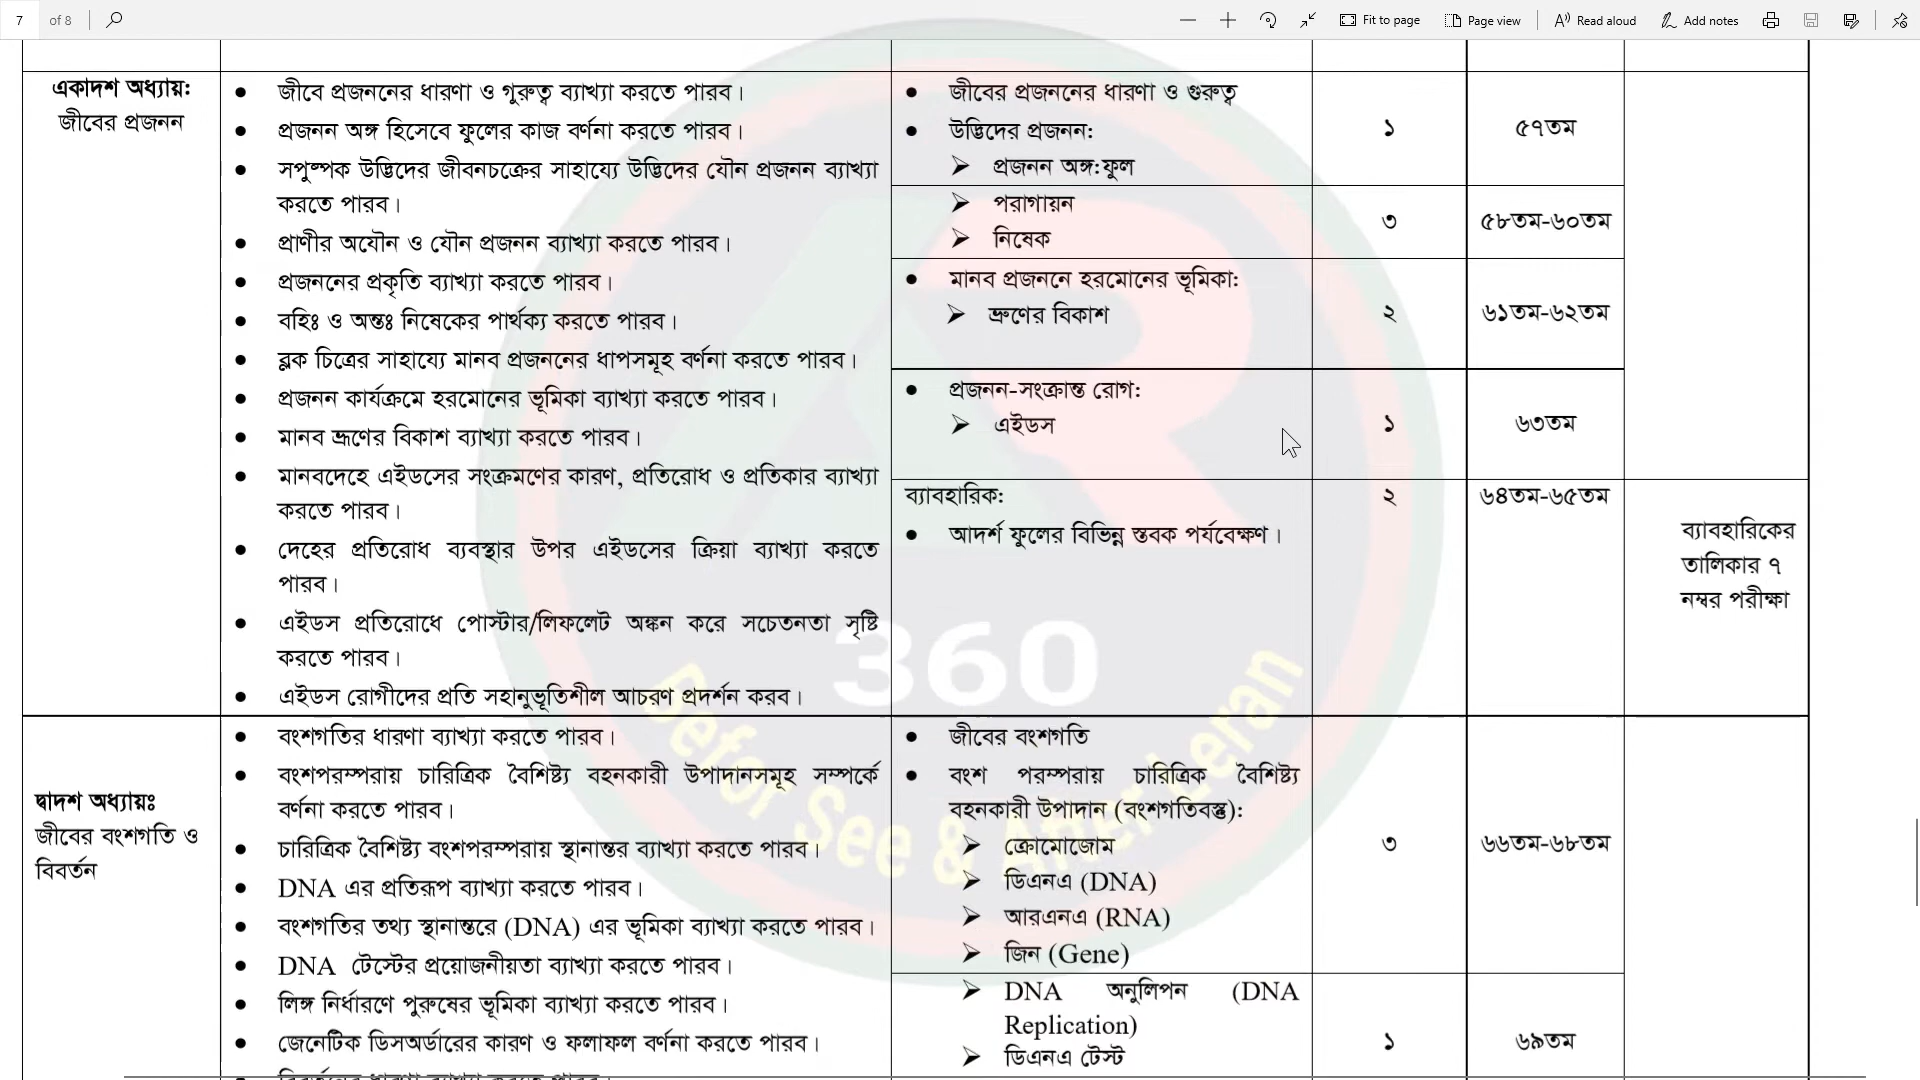 7 of 8 Fit to page Page view Read aloud Add notes
একাদশ অধ্যায়:
জীবের প্রজনন
জীবে প্রজননের ধারণা ও গুরুত্ব ব্যাখ্যা করতে পারব।
প্রজনন অঙ্গ হিসেবে ফুলের কাজ বর্ণনা করতে পারব।
সপুষ্পক উদ্ভিদের জীবনচক্রের সাহায্যে উদ্ভিদের যৌন প্রজনন ব্যাখ্যা
করতে পারব।
প্রাণীর অযৌন ও যৌন প্রজনন ব্যাখ্যা করতে পারব।
প্রজননের প্রকৃতি ব্যাখ্যা করতে পারব।
বহিঃ ও অন্তঃ নিষেকের পার্থক্য করতে পারব।
ব্লক চিত্রের সাহায্যে মানব প্রজননের ধাপসমূহ বর্ণনা করতে পারব।
প্রজনন কার্যক্রমে হরমোনের ভূমিকা ব্যাখ্যা করতে পারব।
মানব ভ্রূণের বিকাশ ব্যাখ্যা করতে পারব।
মানবদেহে এইডসের সংক্রমণের কারণ, প্রতিরোধ ও প্রতিকার ব্যাখ্যা
করতে পারব।
দেহের প্রতিরোধ ব্যবস্থার উপর এইডসের ক্রিয়া ব্যাখ্যা করতে
পারব।
এইডস প্রতিরোধে পোস্টার/লিফলেট অঙ্কন করে সচেতনতা সৃষ্টি
করতে পারব।
এইডস রোগীদের প্রতি সহানুভূতিশীল আচরণ প্রদর্শন করব।
জীবের প্রজননের ধারণা ও গুরুত্ব
উদ্ভিদের প্রজনন:
প্রজনন অঙ্গ:ফুল
১
৫৭তম
পরাগায়ন
নিষেক
৩
৫৮তম-৬০তম
মানব প্রজননে হরমোনের ভূমিকা:
ভ্রুণের বিকাশ
২
৬১তম-৬২তম
প্রজনন-সংক্রান্ত রোগ:
এইডস
১
৬৩তম
ব্যাবহারিক:
আদর্শ ফুলের বিভিন্ন স্তবক পর্যবেক্ষণ।
২
৬৪তম-৬৫তম
ব্যাবহারিকের
তালিকার ৭
নম্বর পরীক্ষা
দ্বাদশ অধ্যায়ঃ
জীবের বংশগতি ও
বিবর্তন
বংশগতির ধারণা ব্যাখ্যা করতে পারব।
বংশপরম্পরায় চারিত্রিক বৈশিষ্ট্য বহনকারী উপাদানসমূহ সম্পর্কে
বর্ণনা করতে পারব।
চারিত্রিক বৈশিষ্ট্য বংশপরম্পরায় স্থানান্তর ব্যাখ্যা করতে পারব।
DNA এর প্রতিরূপ ব্যাখ্যা করতে পারব।
বংশগতির তথ্য স্থানান্তরে (DNA) এর ভূমিকা ব্যাখ্যা করতে পারব।
DNA টেস্টের প্রয়োজনীয়তা ব্যাখ্যা করতে পারব।
লিঙ্গ নির্ধারণে পুরুষের ভূমিকা ব্যাখ্যা করতে পারব।
জেনেটিক ডিসঅর্ডারের কারণ ও ফলাফল বর্ণনা করতে পারব।
জীবের বংশগতি
বংশ পরম্পরায় চারিত্রিক বৈশিষ্ট্য
বহনকারী উপাদান (বংশগতিবস্তু):
ক্রোমোজোম
ডিএনএ (DNA)
আরএনএ (RNA)
জিন (Gene)
৩
৬৬তম-৬৮তম
DNA অনুলিপন (DNA
Replication)
ডিএনএ টেস্ট
১
৬৯তম
360
Befor See & After Leran